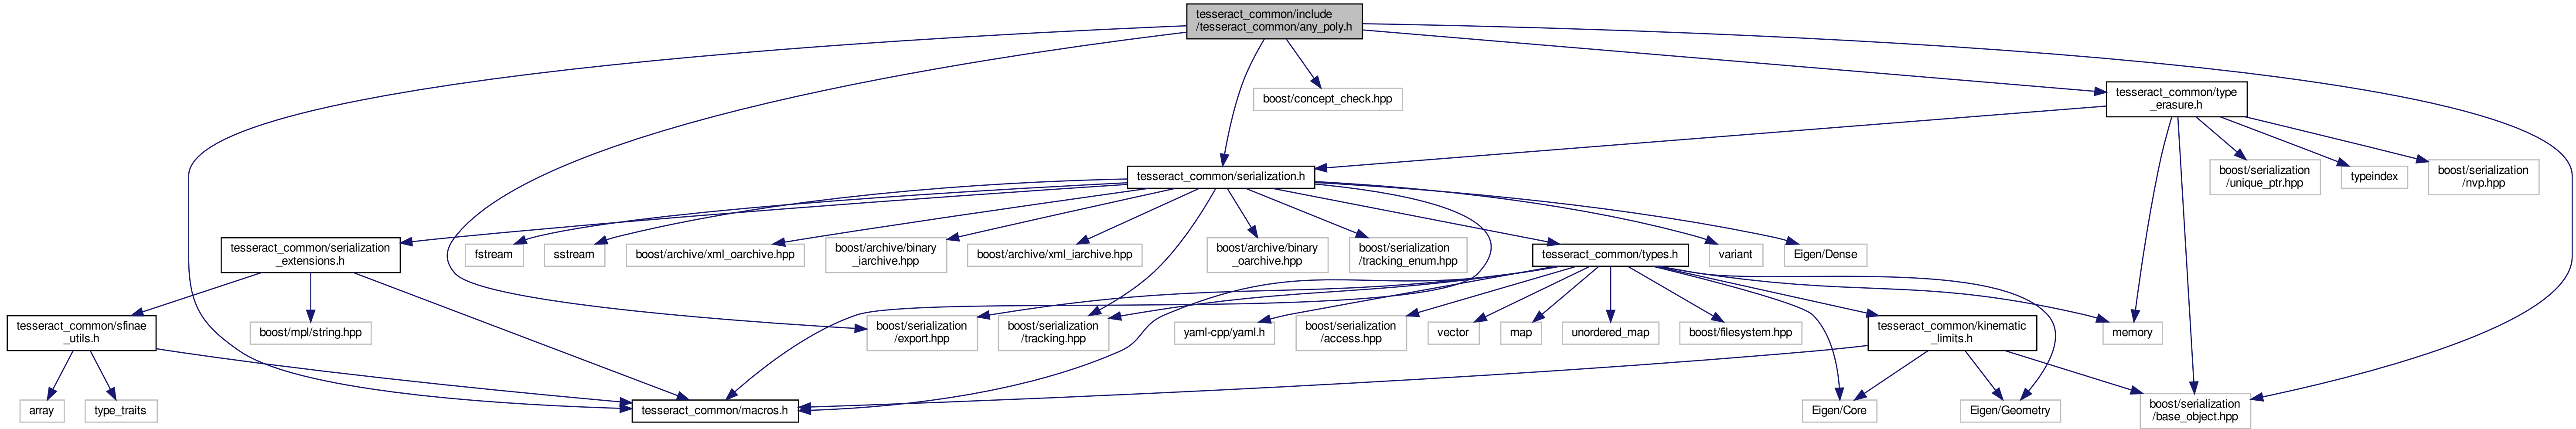 tesseract_common/include
/tesseract_common/any_poly.h
boost/concept_check.hpp
tesseract_common/type
_erasure.h
tesseract_common/serialization.h
boost/serialization
/unique_ptr.hpp
typeindex
boost/serialization
/nvp.hpp
tesseract_common/serialization
_extensions.h
fstream
sstream
boost/archive/xml_oarchive.hpp
boost/archive/binary
_iarchive.hpp
boost/archive/xml_iarchive.hpp
boost/archive/binary
_oarchive.hpp
boost/serialization
/tracking_enum.hpp
tesseract_common/types.h
variant
Eigen/Dense
tesseract_common/sfinae
_utils.h
boost/mpl/string.hpp
boost/serialization
/export.hpp
boost/serialization
/tracking.hpp
yaml-cpp/yaml.h
boost/serialization
/access.hpp
vector
map
unordered_map
boost/filesystem.hpp
tesseract_common/kinematic
_limits.h
memory
array
type_traits
tesseract_common/macros.h
Eigen/Core
Eigen/Geometry
boost/serialization
/base_object.hpp